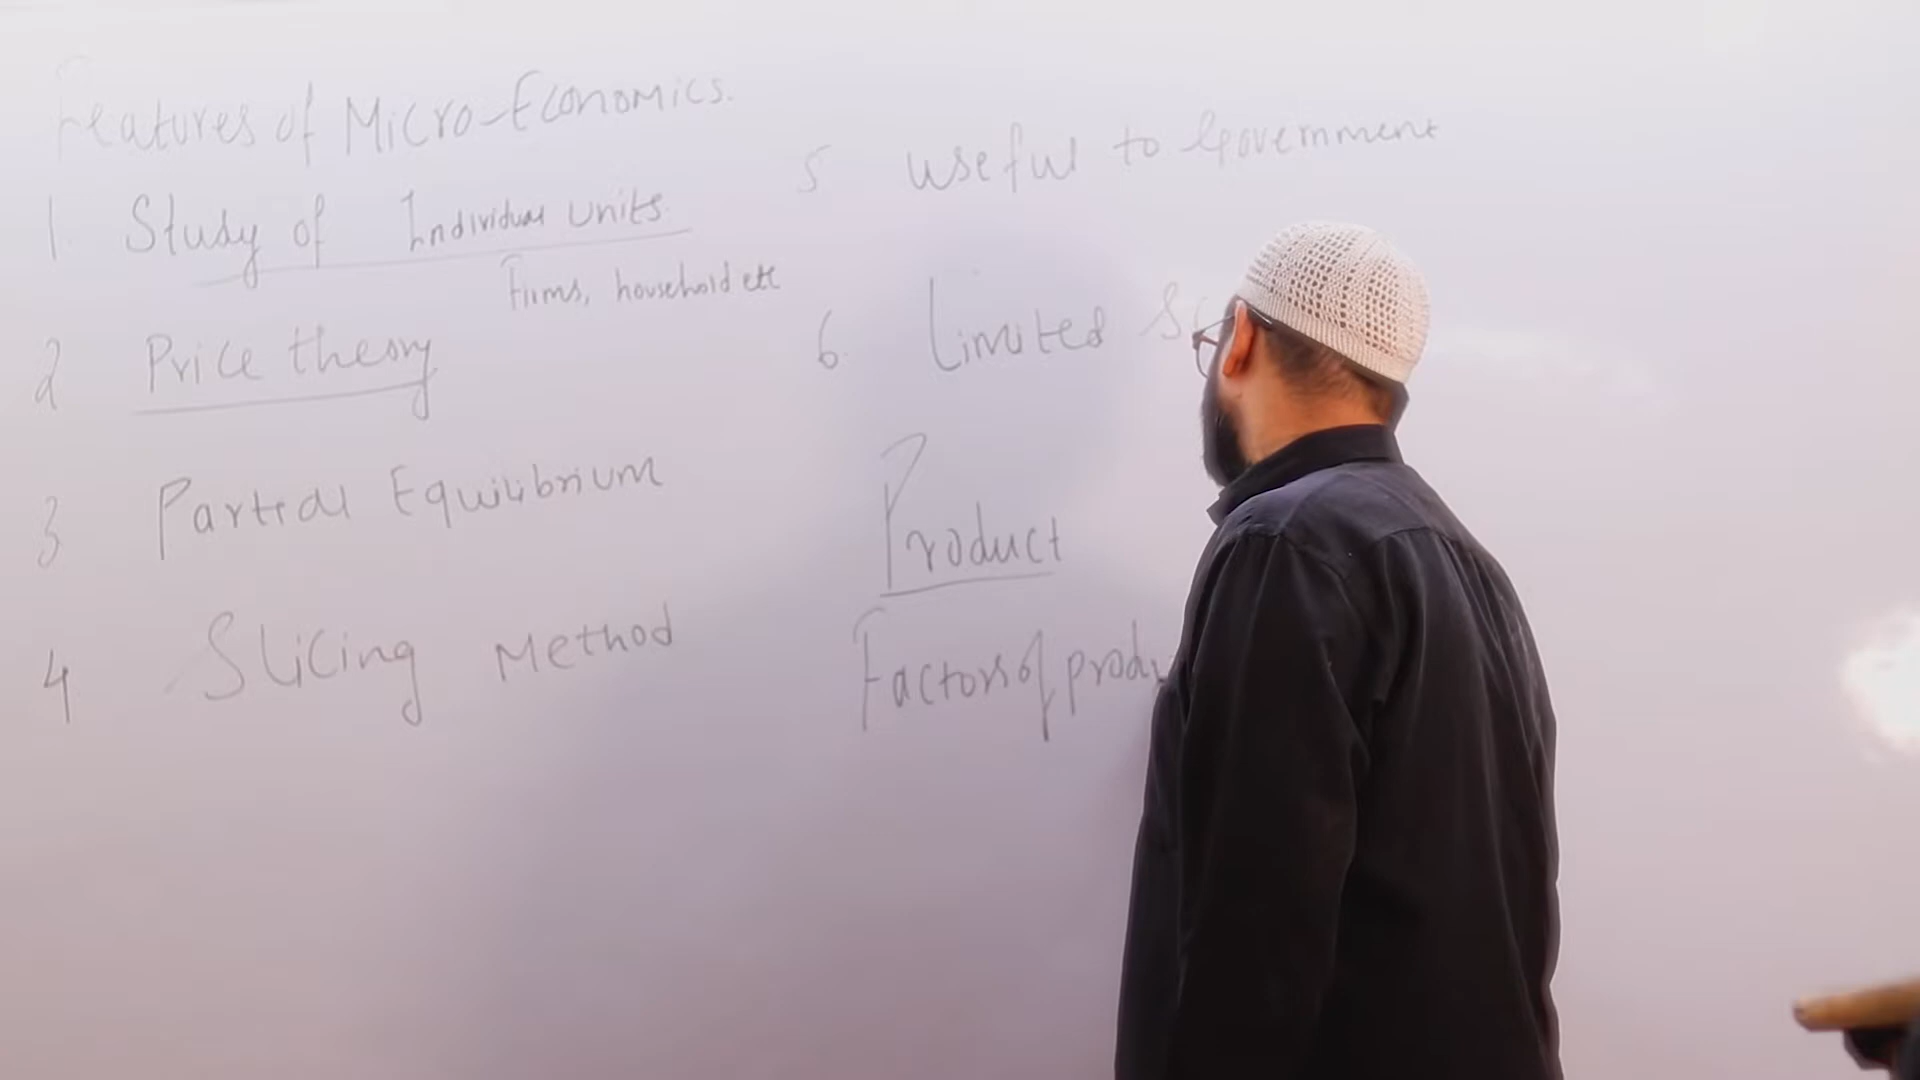 Features of Micro-Economics.
1. Study of Individual units.
Firms, household etc
2 Price theory
3 Partial Equilibrium
4 Slicing Method
5 useful to Government
6. Limited
Product
Factors of